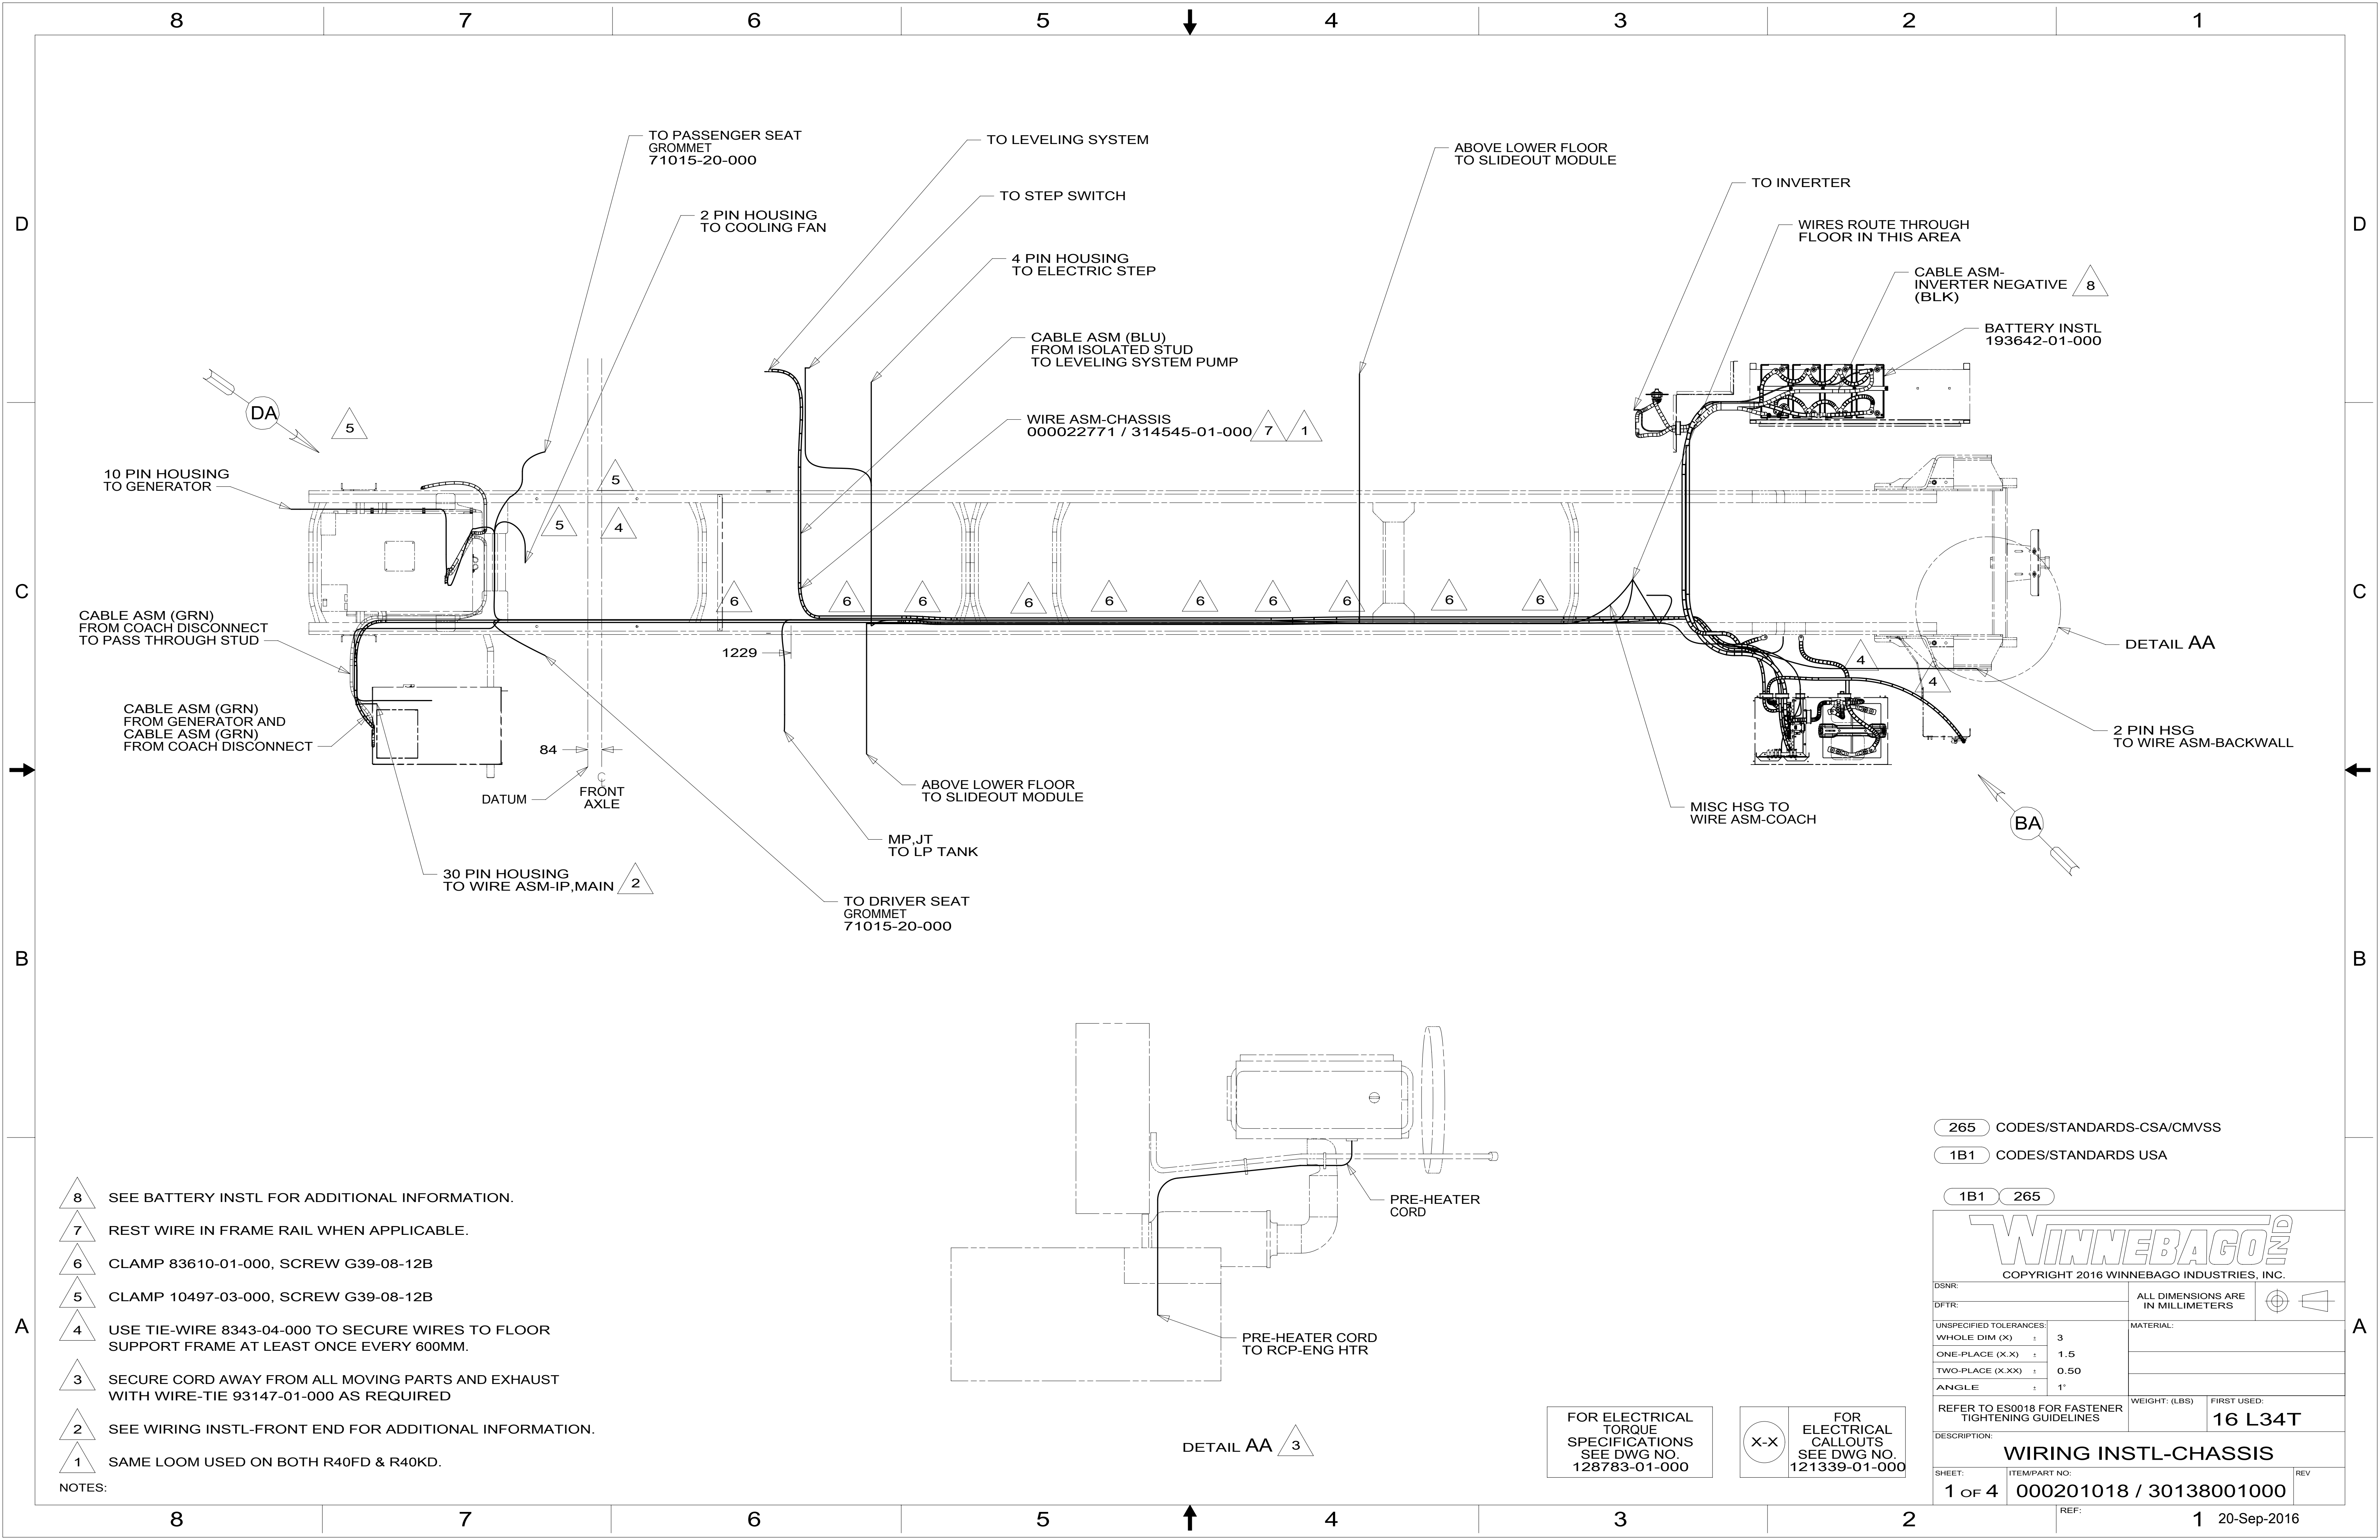 8 7 6 5 4 3 2 1
TO PASSENGER SEAT
GROMMET
71015-20-000
TO LEVELING SYSTEM
ABOVE LOWER FLOOR
TO SLIDEOUT MODULE
TO INVERTER
TO STEP SWITCH
2 PIN HOUSING
TO COOLING FAN
WIRES ROUTE THROUGH
FLOOR IN THIS AREA
D
D
4 PIN HOUSING
TO ELECTRIC STEP
CABLE ASM-
INVERTER NEGATIVE
(BLK)
8
CABLE ASM (BLU)
FROM ISOLATED STUD
TO LEVELING SYSTEM PUMP
BATTERY INSTL
193642-01-000
WIRE ASM-CHASSIS
000022771 / 314545-01-000
7
1
DA
5
10 PIN HOUSING
TO GENERATOR
5
5
4
C
C
6
6
6
6
6
6
6
6
6
6
CABLE ASM (GRN)
FROM COACH DISCONNECT
TO PASS THROUGH STUD
1229
4
4
DETAIL AA
CABLE ASM (GRN)
FROM GENERATOR AND
CABLE ASM (GRN)
FROM COACH DISCONNECT
84
2 PIN HSG
TO WIRE ASM-BACKWALL
DATUM
FRONT
AXLE
ABOVE LOWER FLOOR
TO SLIDEOUT MODULE
MISC HSG TO
WIRE ASM-COACH
BA
MP,JT
TO LP TANK
30 PIN HOUSING
TO WIRE ASM-IP,MAIN
2
TO DRIVER SEAT
GROMMET
71015-20-000
B
B
PRE-HEATER
CORD
PRE-HEATER CORD
TO RCP-ENG HTR
DETAIL AA
3
8 SEE BATTERY INSTL FOR ADDITIONAL INFORMATION.
7 REST WIRE IN FRAME RAIL WHEN APPLICABLE.
6 CLAMP 83610-01-000, SCREW G39-08-12B
5 CLAMP 10497-03-000, SCREW G39-08-12B
4 USE TIE-WIRE 8343-04-000 TO SECURE WIRES TO FLOOR
SUPPORT FRAME AT LEAST ONCE EVERY 600MM.
3 SECURE CORD AWAY FROM ALL MOVING PARTS AND EXHAUST
WITH WIRE-TIE 93147-01-000 AS REQUIRED
2 SEE WIRING INSTL-FRONT END FOR ADDITIONAL INFORMATION.
1 SAME LOOM USED ON BOTH R40FD & R40KD.
NOTES:
A
A
FOR ELECTRICAL
TORQUE
SPECIFICATIONS
SEE DWG NO.
128783-01-000
X-X
FOR
ELECTRICAL
CALLOUTS
SEE DWG NO.
121339-01-000
265 CODES/STANDARDS-CSA/CMVSS
1B1 CODES/STANDARDS USA
1B1 265
WINNEBAGO IND
COPYRIGHT 2016 WINNEBAGO INDUSTRIES, INC.
DSNR:
DFTR:
ALL DIMENSIONS ARE
IN MILLIMETERS
UNSPECIFIED TOLERANCES:
WHOLE DIM (X) ± 3
ONE-PLACE (X.X) ± 1.5
TWO-PLACE (X.XX) ± 0.50
ANGLE ± 1°
MATERIAL:
REFER TO ES0018 FOR FASTENER
TIGHTENING GUIDELINES
WEIGHT: (LBS)
FIRST USED:
16 L34T
DESCRIPTION:
WIRING INSTL-CHASSIS
SHEET:
1 OF 4
ITEM/PART NO:
000201018 / 30138001000
REV
REF:
8 7 6 5 4 3 2 1
20-Sep-2016